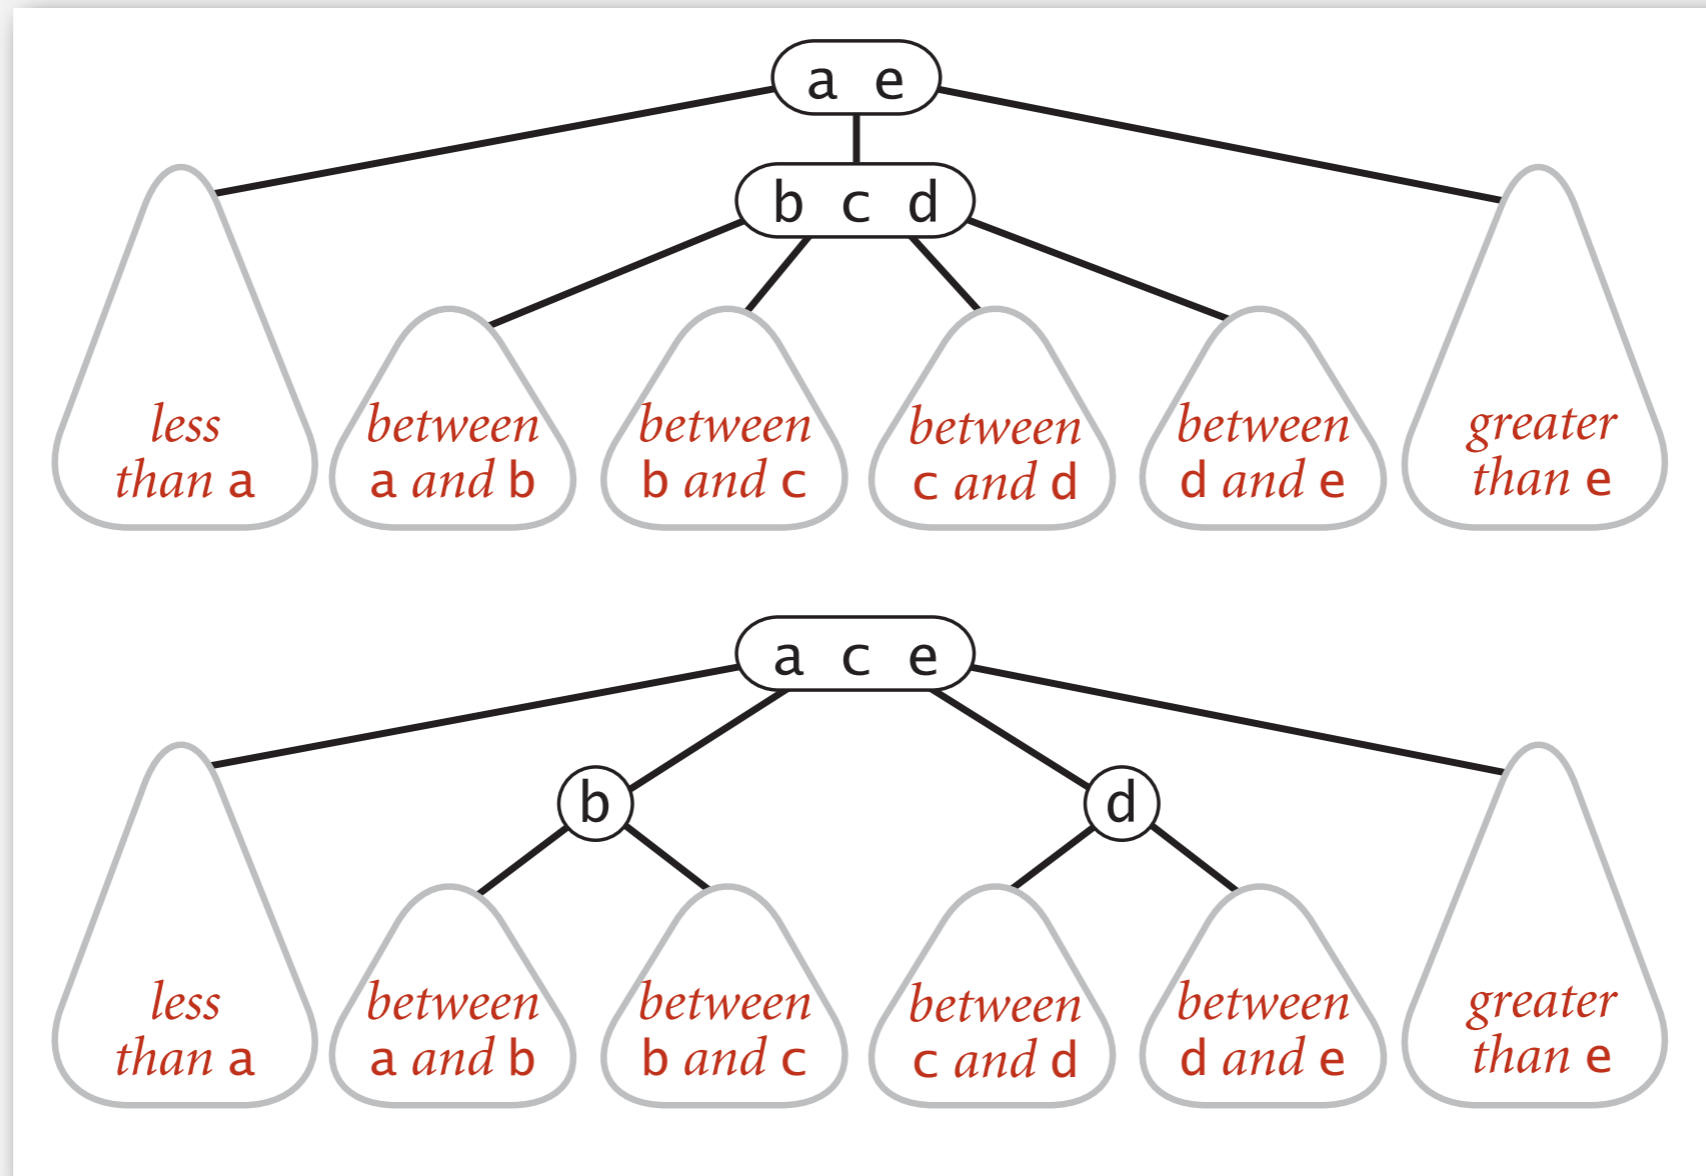 a e
b c d
less
than a
between
a and b
between
b and c
between
c and d
between
d and e
greater
than e
a c e
b
d
less
than a
between
a and b
between
b and c
between
c and d
between
d and e
greater
than e